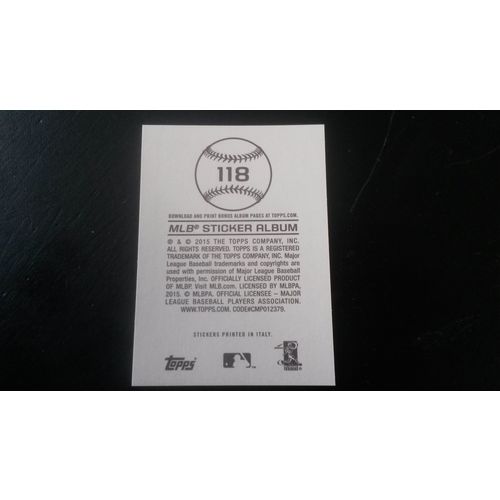 118
DOWNLOAD AND PRINT BONUS ALBUM PAGES AT TOPPS.COM.
MLB® STICKER ALBUM
® & © 2015 THE TOPPS COMPANY, INC.
ALL RIGHTS RESERVED. TOPPS IS A REGISTERED
TRADEMARK OF THE TOPPS COMPANY, INC. Major
League Baseball trademarks and copyrights are
used with permission of Major League Baseball
Properties, Inc. OFFICIALLY LICENSED PRODUCT
OF MLBP. Visit MLB.com. LICENSED BY MLBPA,
2015. © MLBPA. OFFICIAL LICENSEE – MAJOR
LEAGUE BASEBALL PLAYERS ASSOCIATION.
WWW.TOPPS.COM. CODE#CMP012379.
STICKERS PRINTED IN ITALY.
Topps